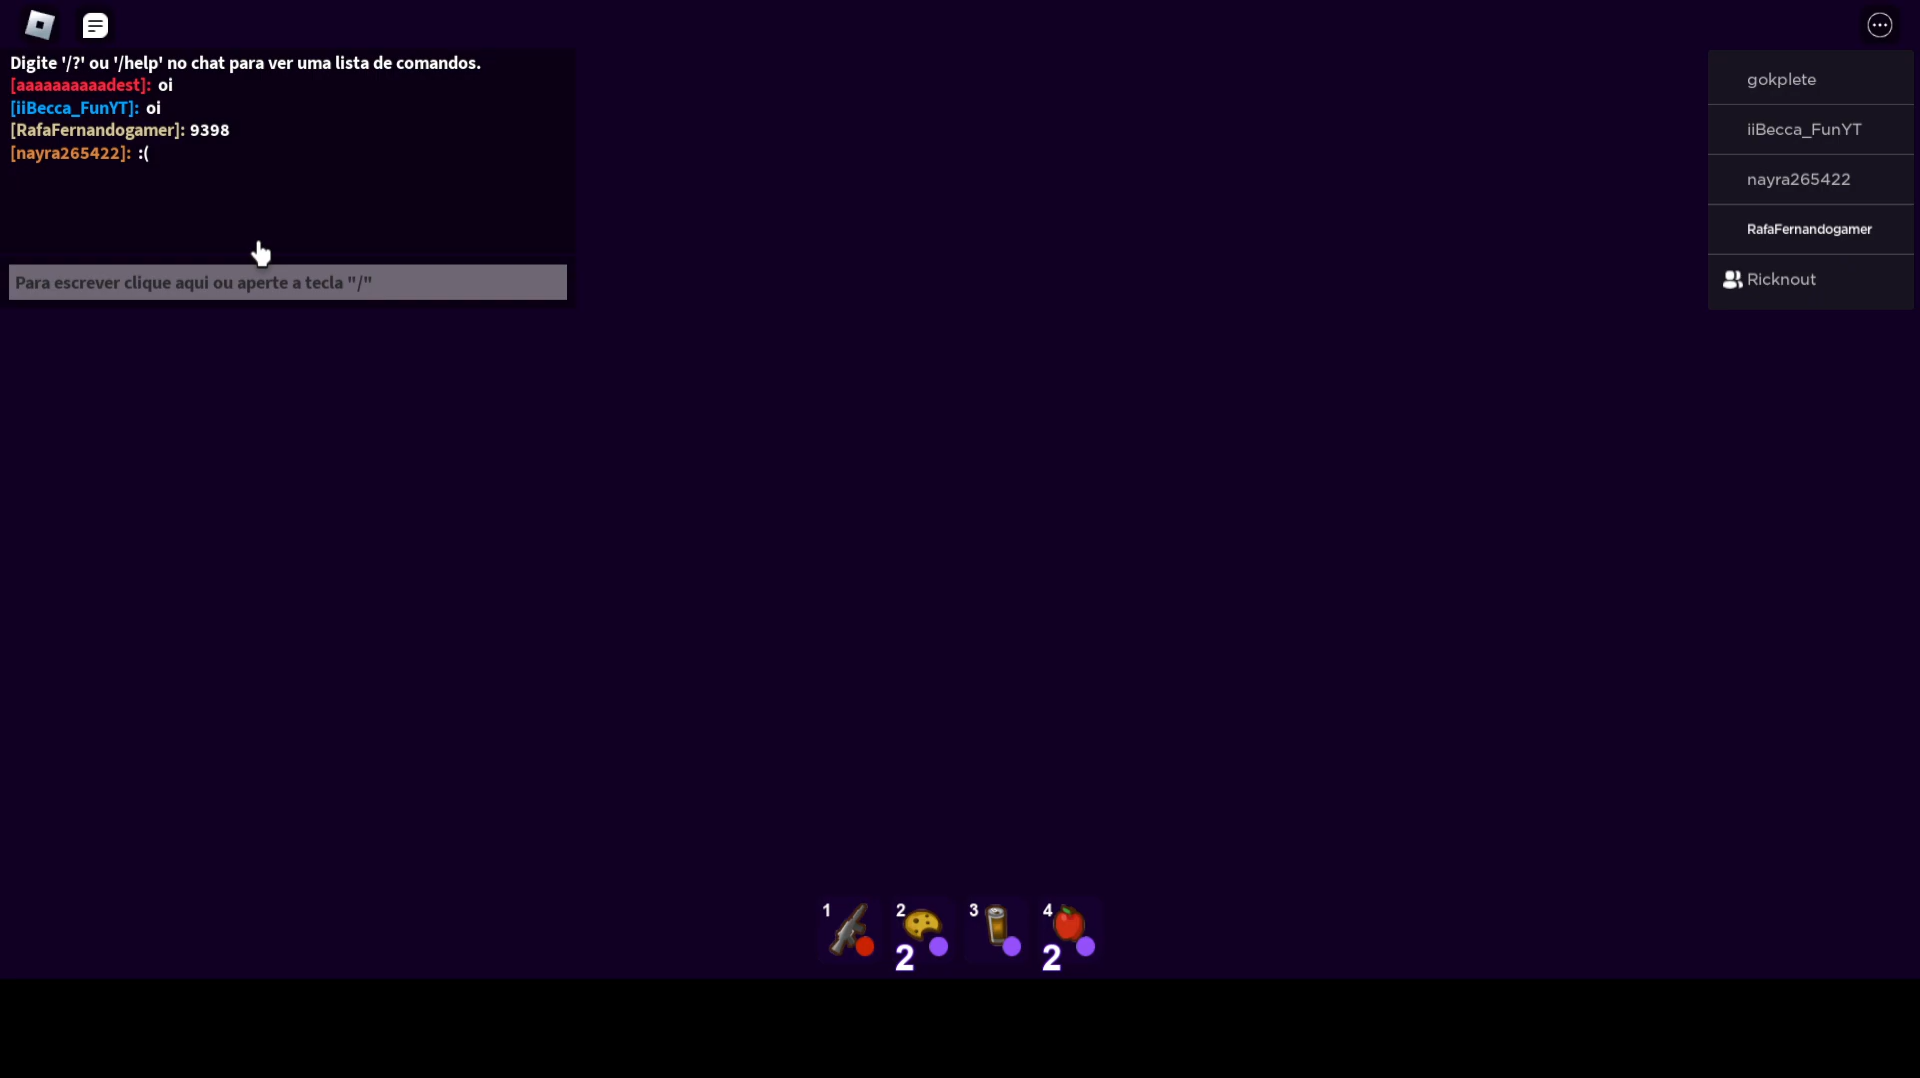 Digite '/?' ou '/help' no chat para ver uma lista de comandos.
[aaaaaaaaaadest]: oi
[iiBecca_FunYT]: oi
[RafaFernandogamer]: 9398
[nayra265422]: :(
Para escrever clique aqui ou aperte a tecla "/"
gokplete
iiBecca_FunYT
nayra265422
RafaFernandogamer
Ricknout
1 2 3 4
2 2